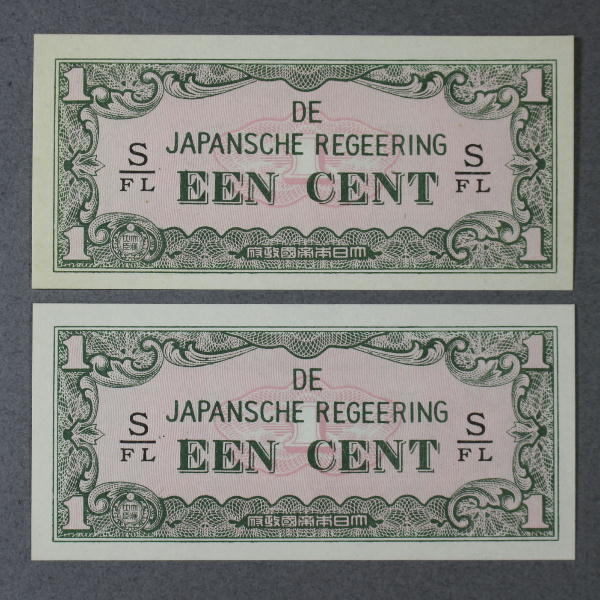 1 1
DE
JAPANSCHE REGEERING
S S
FL FL
EEN CENT
1 1
府政國帝本日大
1 1
DE
JAPANSCHE REGEERING
S S
FL FL
EEN CENT
1 1
府政國帝本日大